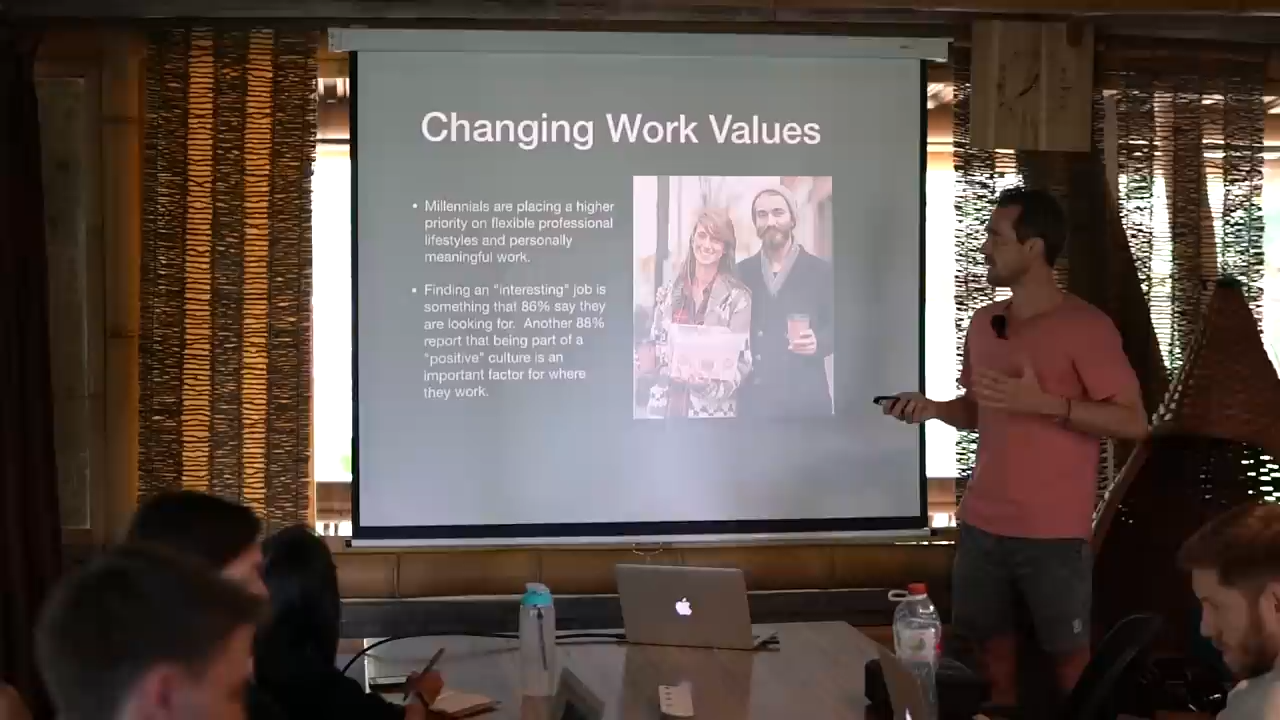 Changing Work Values
• Millennials are placing a higher
priority on flexible professional
lifestyles and personally
meaningful work.
• Finding an “interesting” job is
something that 86% say they
are looking for. Another 88%
report that being part of a
“positive” culture is an
important factor for where
they work.